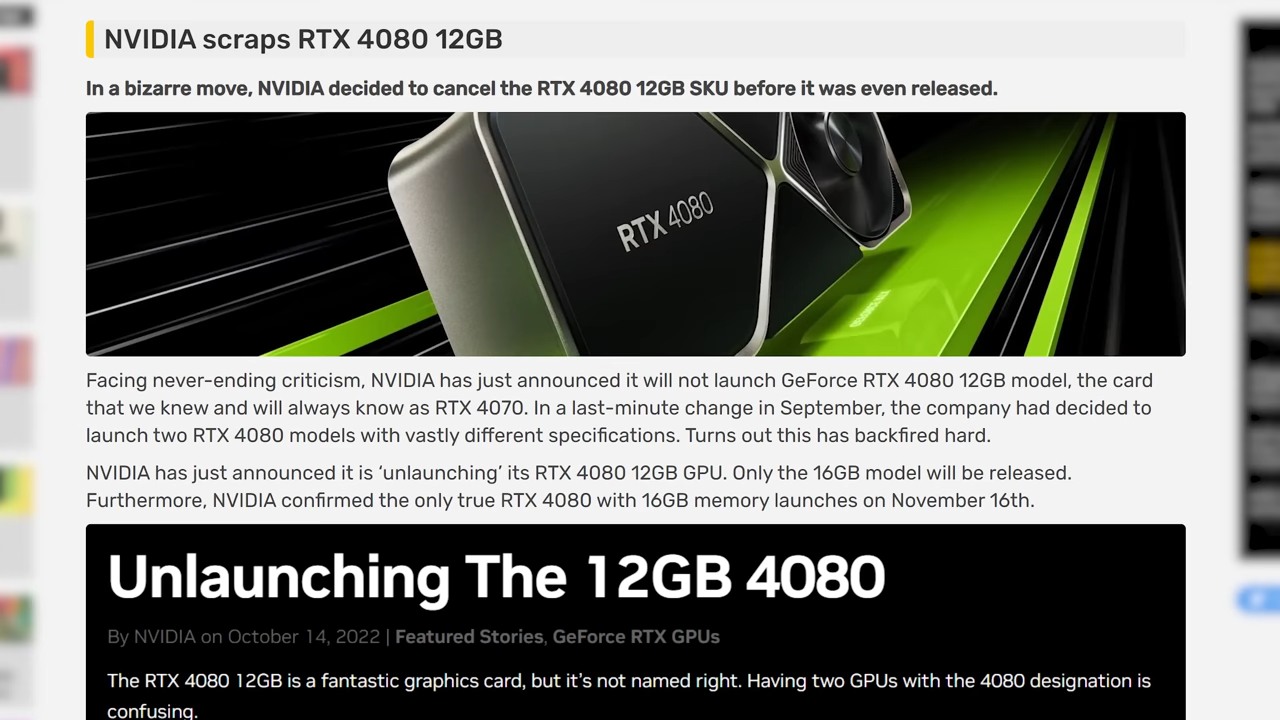 NVIDIA scraps RTX 4080 12GB
In a bizarre move, NVIDIA decided to cancel the RTX 4080 12GB SKU before it was even released.
RTX 4080
Facing never-ending criticism, NVIDIA has just announced it will not launch GeForce RTX 4080 12GB model, the card
that we knew and will always know as RTX 4070. In a last-minute change in September, the company had decided to
launch two RTX 4080 models with vastly different specifications. Turns out this has backfired hard.
NVIDIA has just announced it is ‘unlaunching’ its RTX 4080 12GB GPU. Only the 16GB model will be released.
Furthermore, NVIDIA confirmed the only true RTX 4080 with 16GB memory launches on November 16th.
Unlaunching The 12GB 4080
By NVIDIA on October 14, 2022 | Featured Stories, GeForce RTX GPUs
The RTX 4080 12GB is a fantastic graphics card, but it’s not named right. Having two GPUs with the 4080 designation is
confusing.